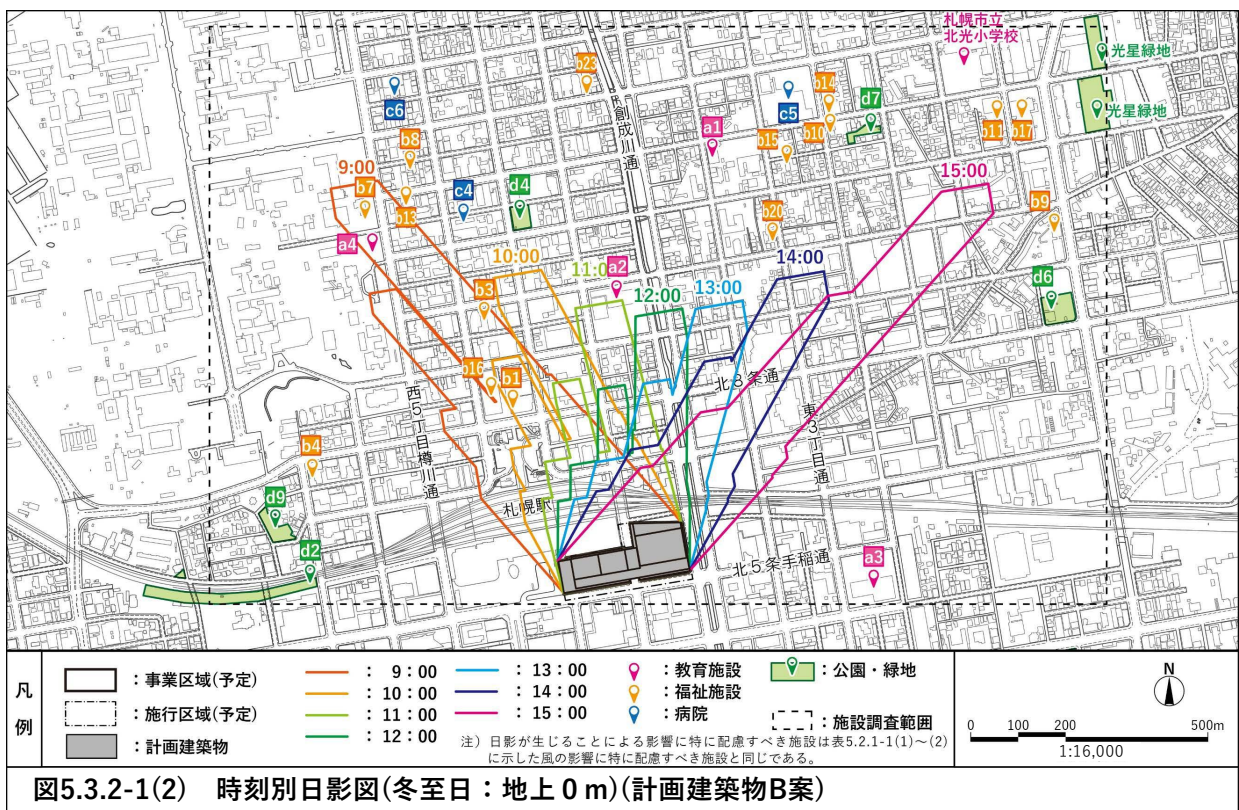 札幌市立
北光小学校
光星緑地
光星緑地
b23
c6
b14
d7
c5
b11
b17
創成川通
a1
b15
b10
b8
15:00
9:00
b7
b13
c4
d4
b20
b9
a4
10:00
11:00
a2
14:00
b3
12:00
13:00
d6
b16
b1
北8条通
西5丁目樽川通
東3丁目通
b4
札幌駅
d9
d2
北5条手稲通
a3
凡例
：事業区域(予定)
：施行区域(予定)
：計画建築物
： 9：00
： 10：00
： 11：00
： 12：00
： 13：00
： 14：00
： 15：00
：教育施設
：福祉施設
：病院
：公園・緑地
：施設調査範囲
注）日影が生じることによる影響に特に配慮すべき施設は表5.2.1-1(1)～(2)
に示した風の影響に特に配慮すべき施設と同じである。
N
0 100 200 500m
1:16,000
図5.3.2-1(2) 時刻別日影図(冬至日：地上０ｍ)(計画建築物B案)